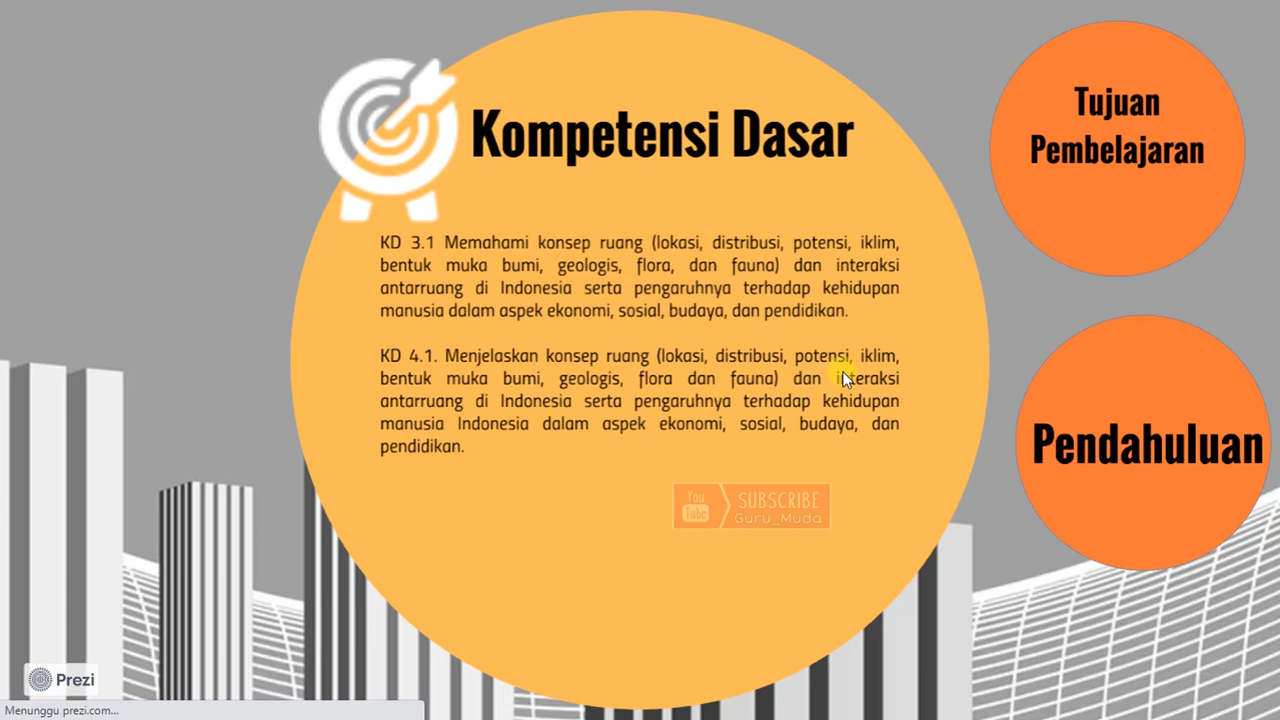 Kompetensi Dasar
KD 3.1 Memahami konsep ruang (lokasi, distribusi, potensi, iklim,
bentuk muka bumi, geologis, flora, dan fauna) dan interaksi
antarruang di Indonesia serta pengaruhnya terhadap kehidupan
manusia dalam aspek ekonomi, sosial, budaya, dan pendidikan.
KD 4.1. Menjelaskan konsep ruang (lokasi, distribusi, potensi, iklim,
bentuk muka bumi, geologis, flora dan fauna) dan interaksi
antarruang di Indonesia serta pengaruhnya terhadap kehidupan
manusia Indonesia dalam aspek ekonomi, sosial, budaya, dan
pendidikan.
You
Tube
SUBSCRIBE
Guru_Muda
Tujuan
Pembelajaran
Pendahuluan
Prezi
Menunggu prezi.com...